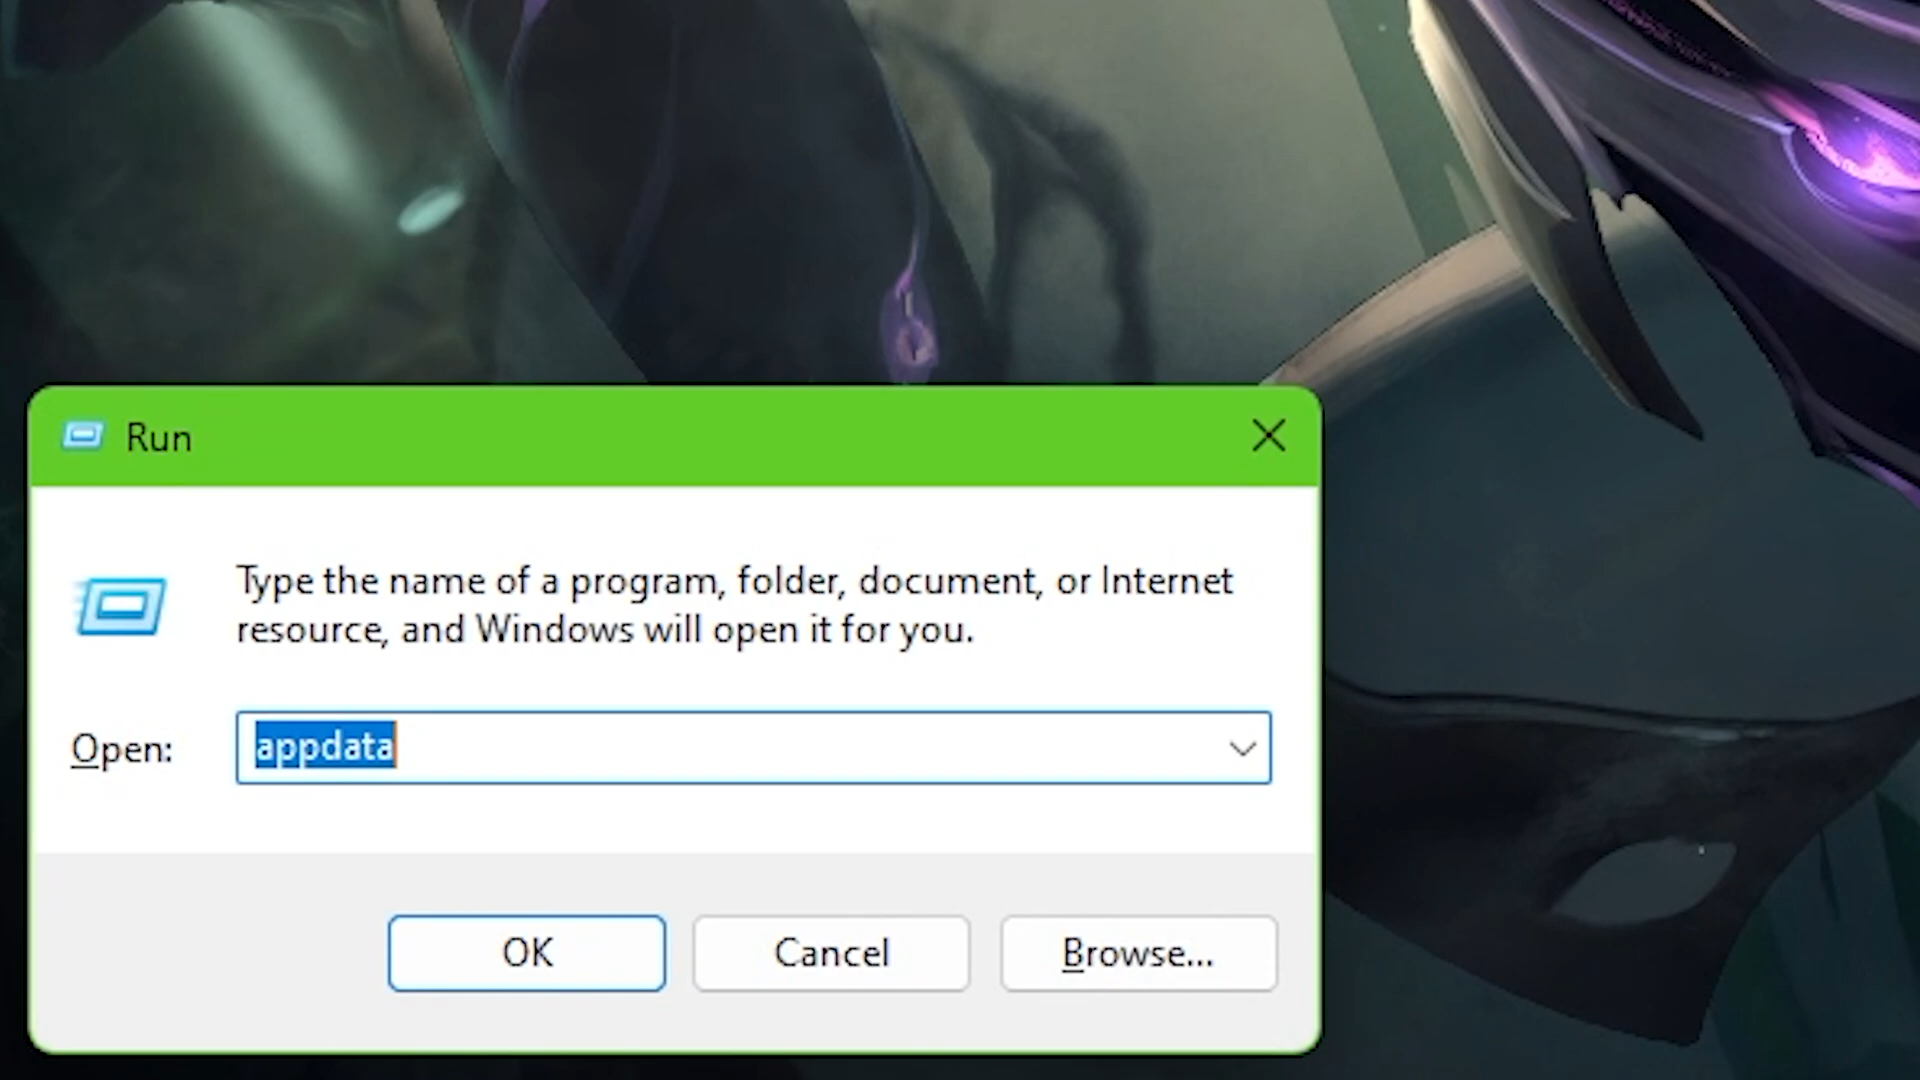 Run
Type the name of a program, folder, document, or Internet
resource, and Windows will open it for you.
Open: appdata
OK Cancel Browse...